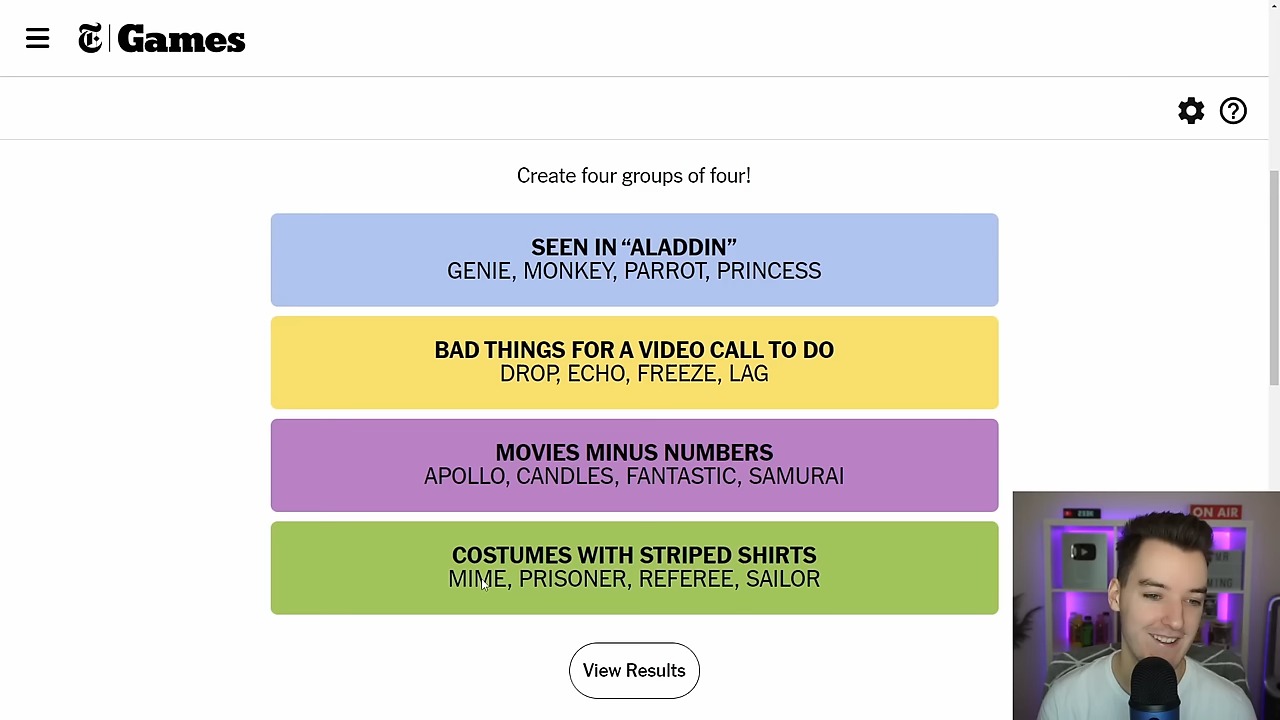 T Games
Create four groups of four!
SEEN IN “ALADDIN”
GENIE, MONKEY, PARROT, PRINCESS
BAD THINGS FOR A VIDEO CALL TO DO
DROP, ECHO, FREEZE, LAG
MOVIES MINUS NUMBERS
APOLLO, CANDLES, FANTASTIC, SAMURAI
COSTUMES WITH STRIPED SHIRTS
MIME, PRISONER, REFEREE, SAILOR
View Results
ON AIR